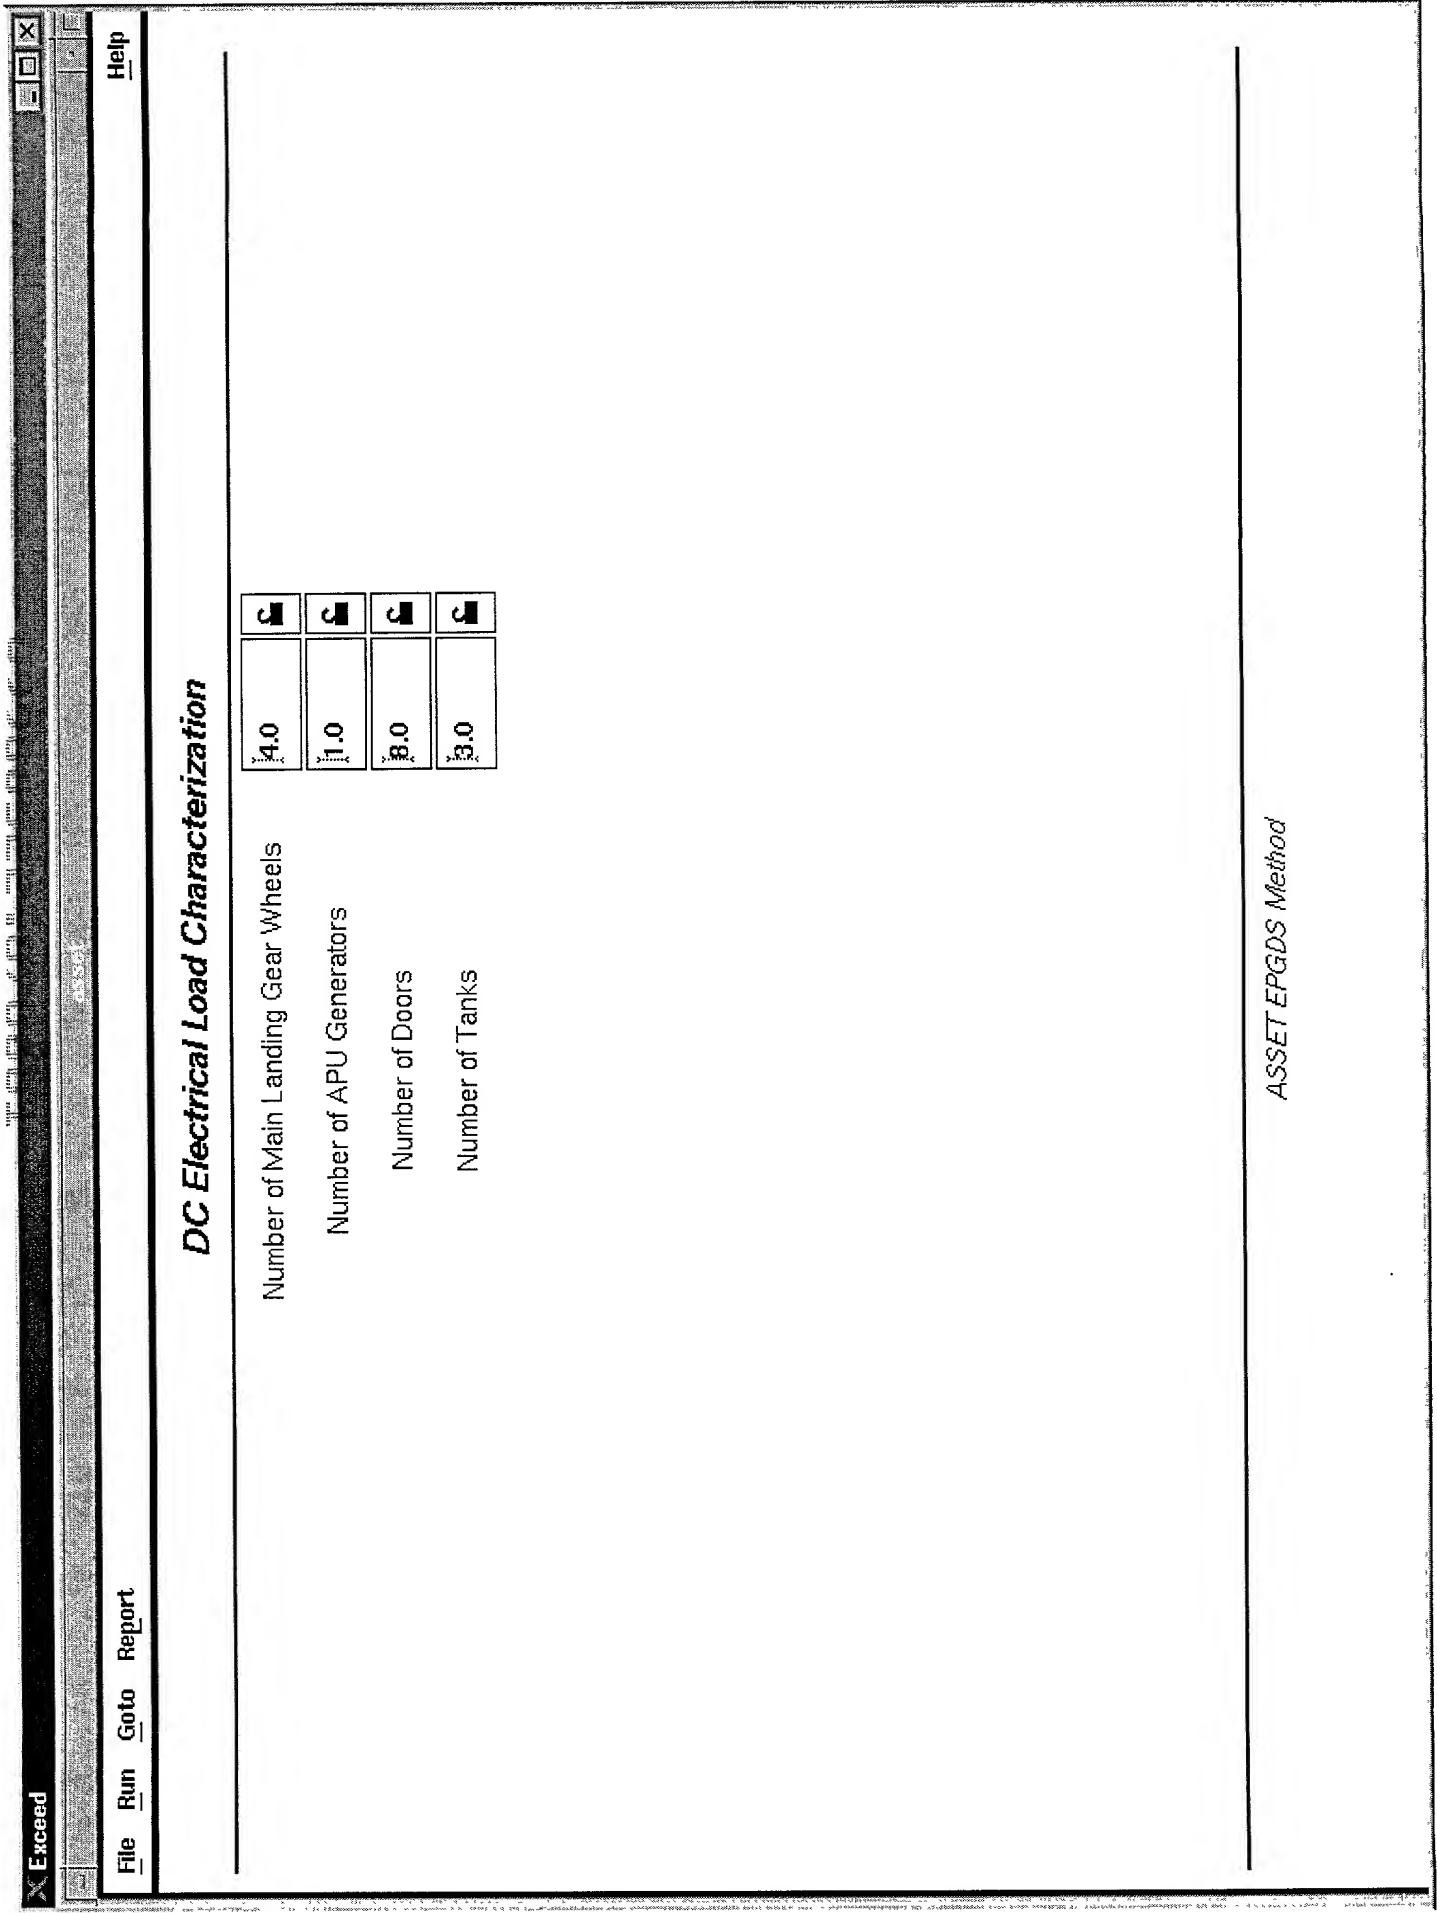 X Exceed
asset
File Run Goto Report Help
DC Electrical Load Characterization
Number of Main Landing Gear Wheels 4.0
Number of APU Generators 1.0
Number of Doors 8.0
Number of Tanks 3.0
ASSET EPGDS Method